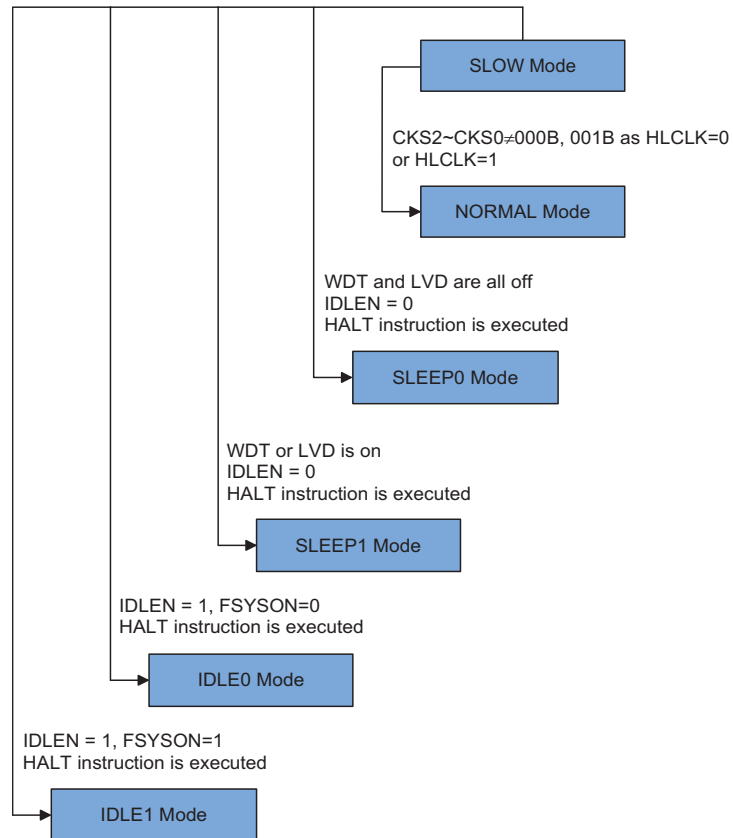 SLOW Mode
CKS2~CKS0≠000B, 001B as HLCLK=0
or HLCLK=1
NORMAL Mode
WDT and LVD are all off
IDLEN = 0
HALT instruction is executed
SLEEP0 Mode
WDT or LVD is on
IDLEN = 0
HALT instruction is executed
SLEEP1 Mode
IDLEN = 1, FSYSON=0
HALT instruction is executed
IDLE0 Mode
IDLEN = 1, FSYSON=1
HALT instruction is executed
IDLE1 Mode